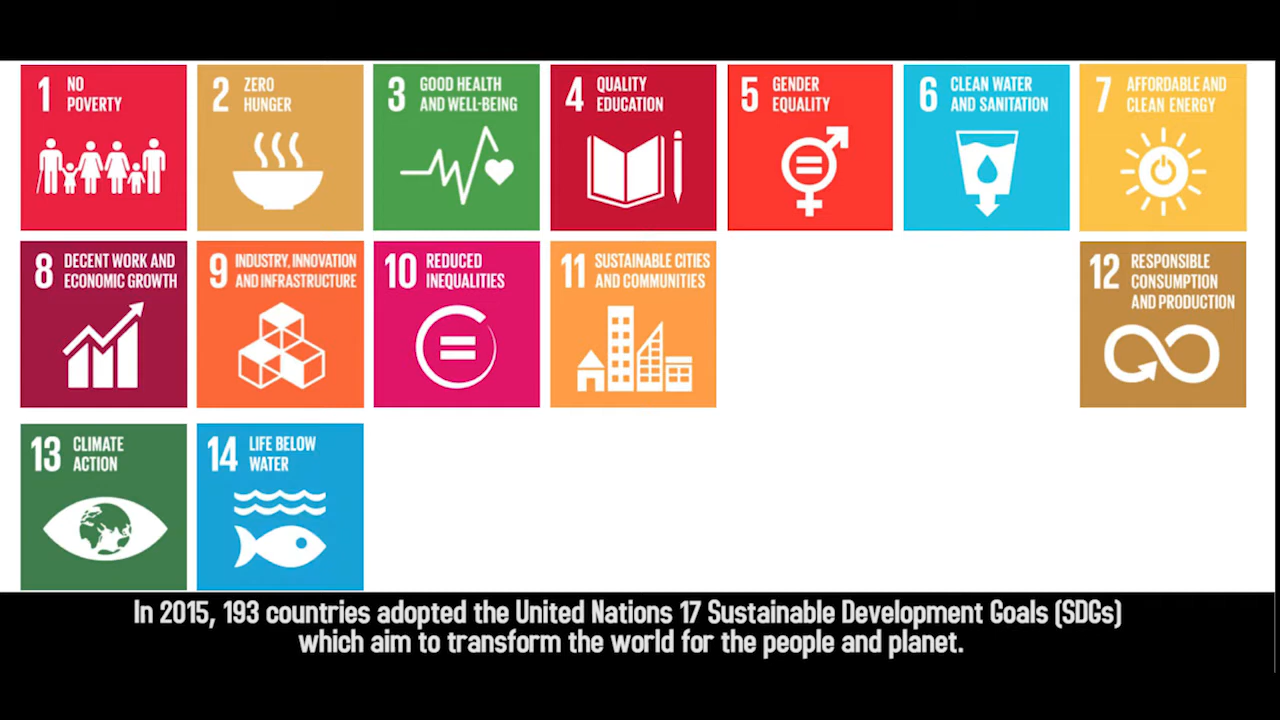 1 NO
POVERTY
2 ZERO
HUNGER
3 GOOD HEALTH
AND WELL-BEING
4 QUALITY
EDUCATION
5 GENDER
EQUALITY
6 CLEAN WATER
AND SANITATION
7 AFFORDABLE AND
CLEAN ENERGY
8 DECENT WORK AND
ECONOMIC GROWTH
9 INDUSTRY, INNOVATION
AND INFRASTRUCTURE
10 REDUCED
INEQUALITIES
11 SUSTAINABLE CITIES
AND COMMUNITIES
12 RESPONSIBLE
CONSUMPTION
AND PRODUCTION
13 CLIMATE
ACTION
14 LIFE BELOW
WATER
In 2015, 193 countries adopted the United Nations 17 Sustainable Development Goals (SDGs)
which aim to transform the world for the people and planet.